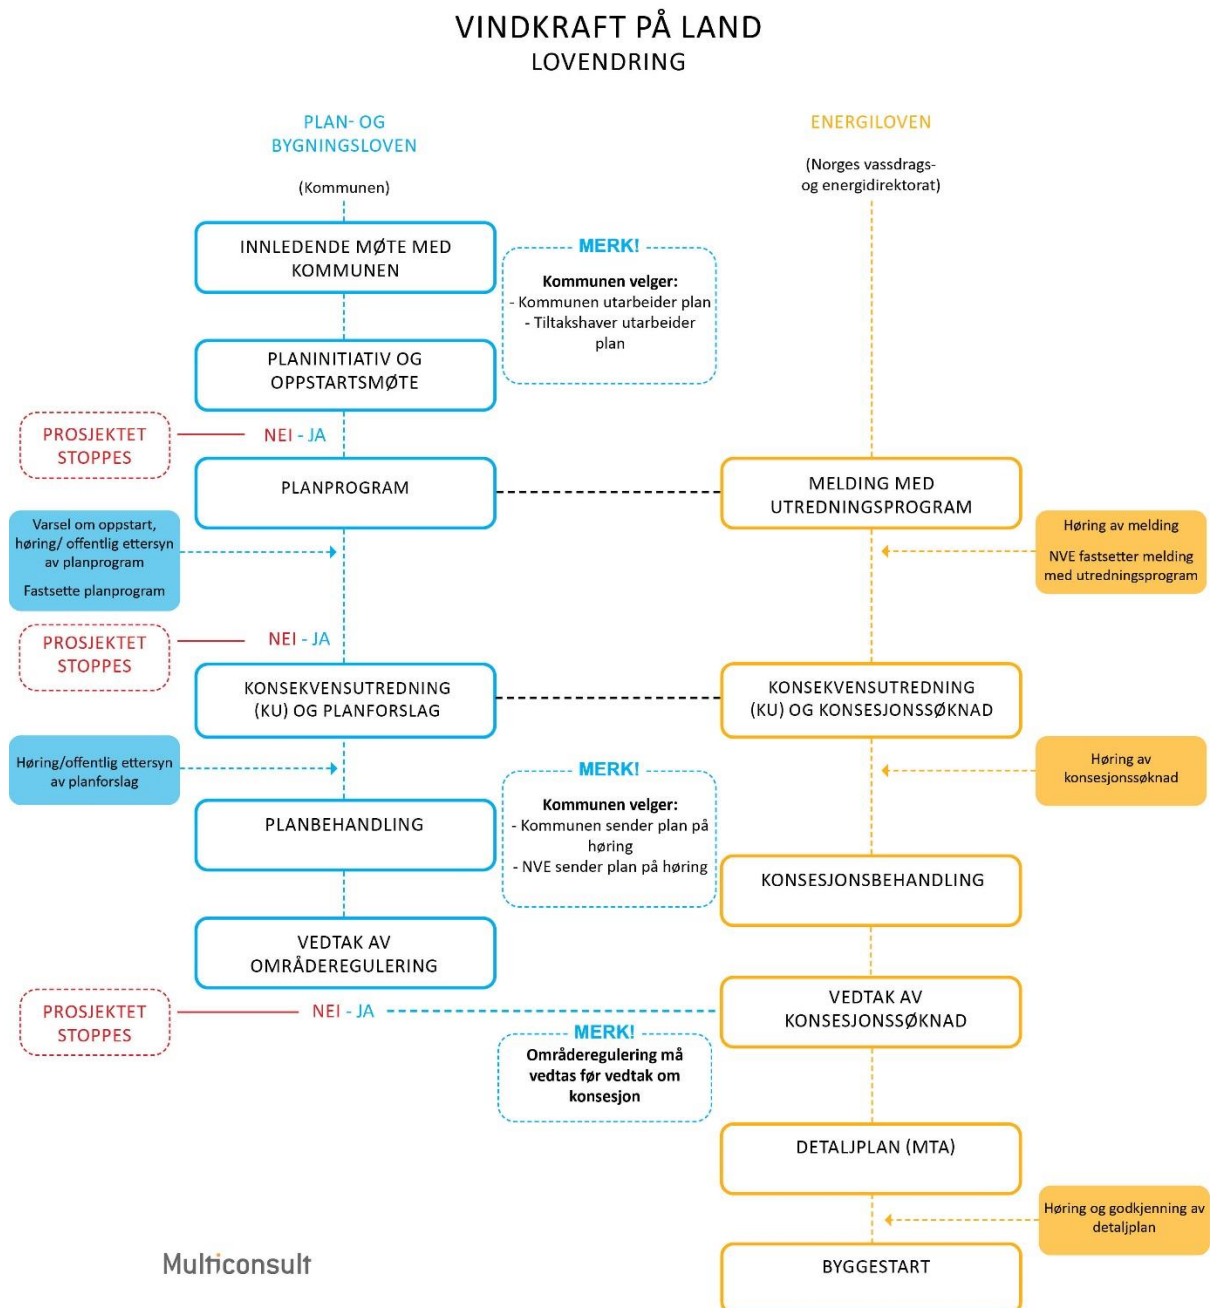 VINDKRAFT PÅ LAND
LOVENDRING
PLAN- OG
BYGNINGSLOVEN
(Kommunen)
ENERGILOVEN
(Norges vassdrags-
og energidirektorat)
INNLEDENDE MØTE MED
KOMMUNEN
MERK!
Kommunen velger:
- Kommunen utarbeider plan
- Tiltakshaver utarbeider
plan
PLANINITIATIV OG
OPPSTARTSMØTE
PROSJEKTET
STOPPES
NEI - JA
PLANPROGRAM
MELDING MED
UTREDNINGSPROGRAM
Varsel om oppstart,
høring/ offentlig ettersyn
av planprogram
Fastsette planprogram
Høring av melding
NVE fastsetter melding
med utredningsprogram
PROSJEKTET
STOPPES
NEI - JA
KONSEKVENSUTREDNING
(KU) OG PLANFORSLAG
KONSEKVENSUTREDNING
(KU) OG KONSESJONSSØKNAD
Høring/offentlig ettersyn
av planforslag
Høring av
konsesjonssøknad
MERK!
Kommunen velger:
- Kommunen sender plan på
høring
- NVE sender plan på høring
PLANBEHANDLING
KONSESJONSBEHANDLING
VEDTAK AV
OMRÅDEREGULERING
PROSJEKTET
STOPPES
NEI - JA
VEDTAK AV
KONSESJONSSØKNAD
MERK!
Områderegulering må
vedtas før vedtak om
konsesjon
DETALJPLAN (MTA)
Høring og godkjenning av
detaljplan
BYGGESTART
Multiconsult